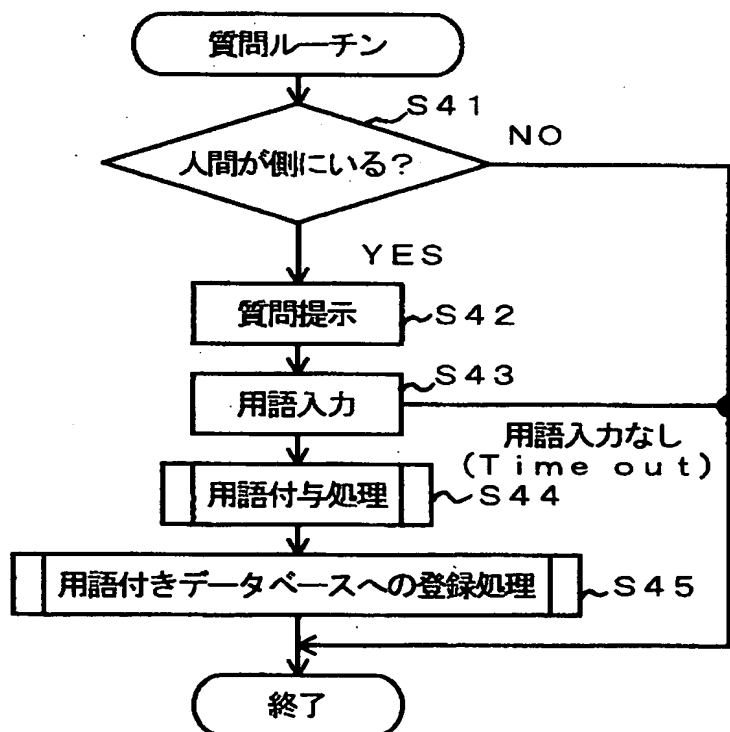 質問ルーチン
S41
NO
人間が側にいる?
YES
質問提示
S42
S43
用語入力
用語入力なし
(Time out)
用語付与処理
S44
用語付きデータベースへの登録処理
S45
終了